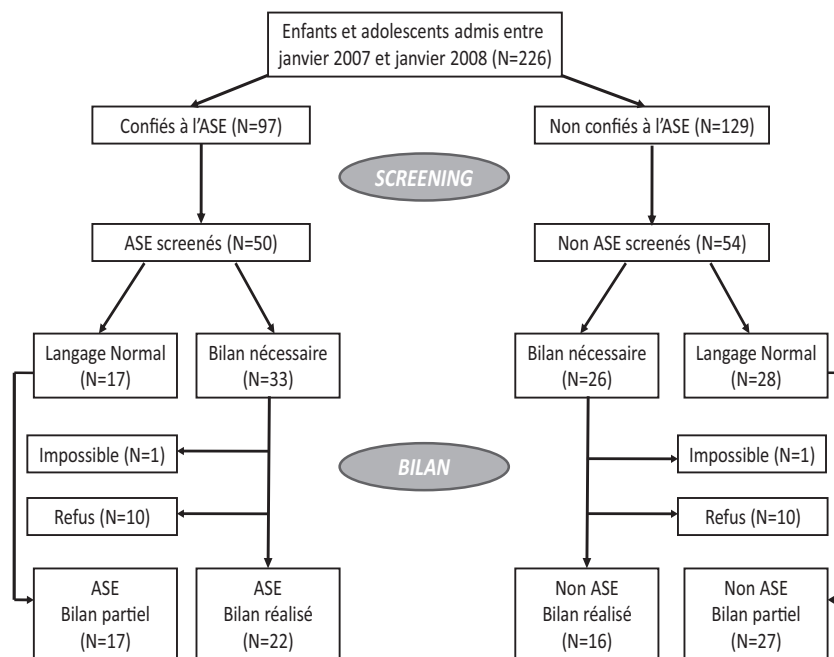 Enfants et adolescents admis entre
janvier 2007 et janvier 2008 (N=226)
Confiés à l'ASE (N=97)
Non confiés à l'ASE (N=129)
SCREENING
ASE screenés (N=50)
Non ASE screenés (N=54)
Langage Normal
(N=17)
Bilan nécessaire
(N=33)
Bilan nécessaire
(N=26)
Langage Normal
(N=28)
Impossible (N=1)
BILAN
Impossible (N=1)
Refus (N=10)
Refus (N=10)
ASE
Bilan partiel
(N=17)
ASE
Bilan réalisé
(N=22)
Non ASE
Bilan réalisé
(N=16)
Non ASE
Bilan partiel
(N=27)